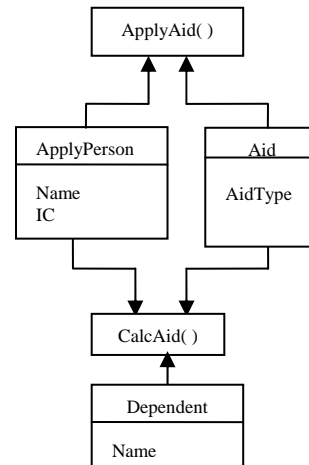 ApplyAid( )
ApplyPerson
Name
IC
Aid
AidType
CalcAid( )
Dependent
Name